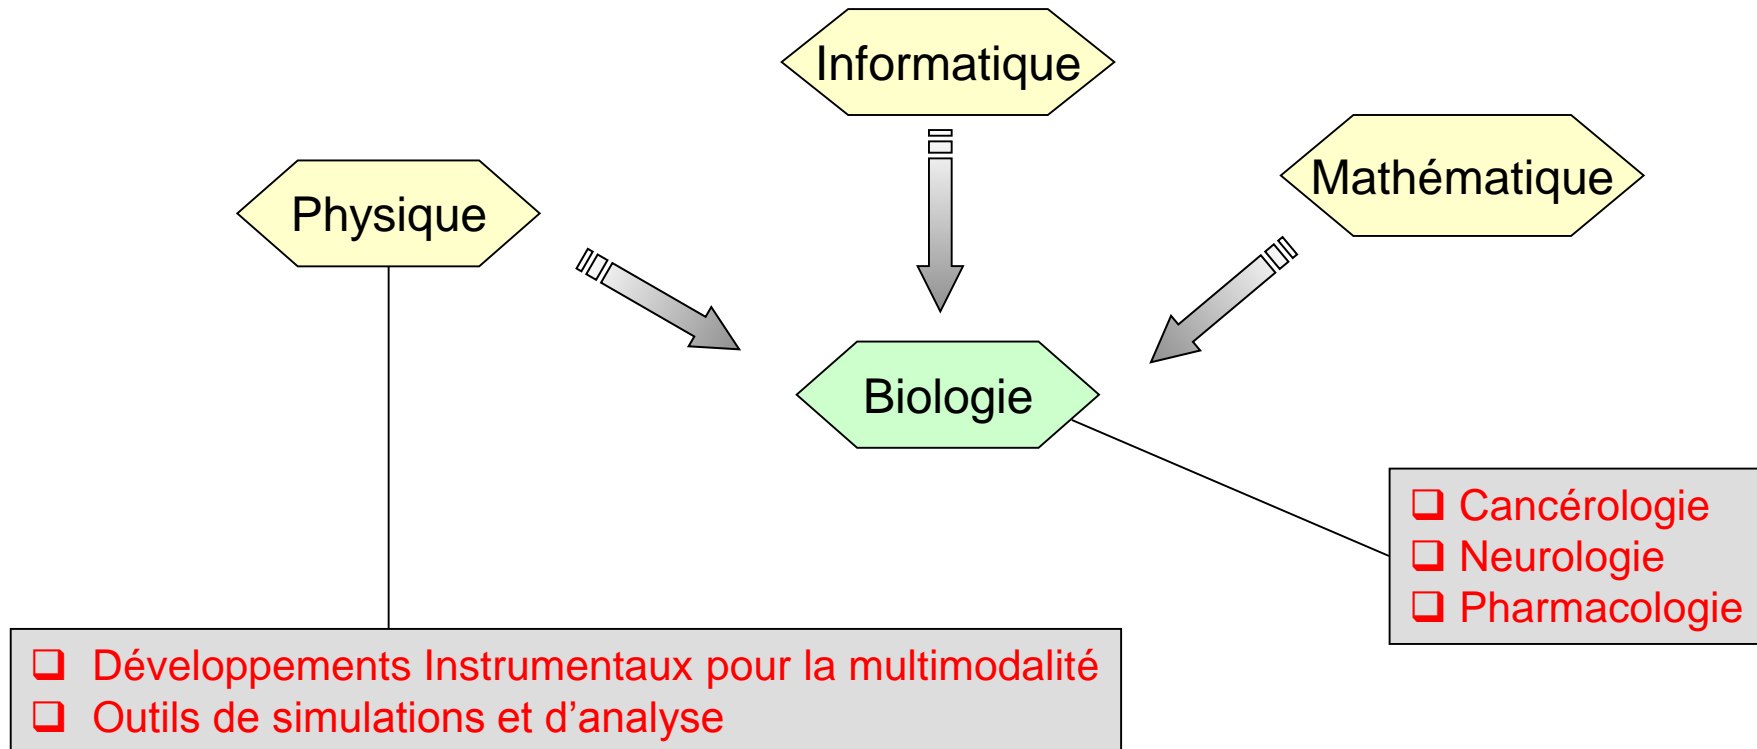 Informatique
Mathématique
Physique
Biologie
❑ Cancérologie
❑ Neurologie
❑ Pharmacologie
❑ Développements Instrumentaux pour la multimodalité
❑ Outils de simulations et d’analyse